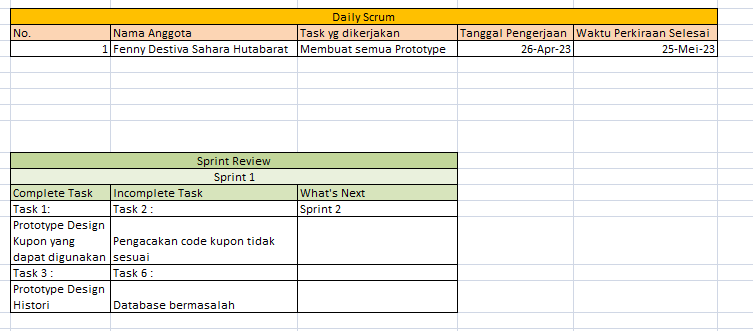 Daily Scrum
No. Nama Anggota Task yg dikerjakan Tanggal Pengerjaan Waktu Perkiraan Selesai
1 Fenny Destiva Sahara Hutabarat Membuat semua Prototype 26-Apr-23 25-Mei-23
Sprint Review
Sprint 1
Complete Task Incomplete Task What's Next
Task 1: Task 2 : Sprint 2
Prototype Design
Kupon yang
dapat digunakan
Pengacakan code kupon tidak
sesuai
Task 3 : Task 6 :
Prototype Design
Histori
Database bermasalah